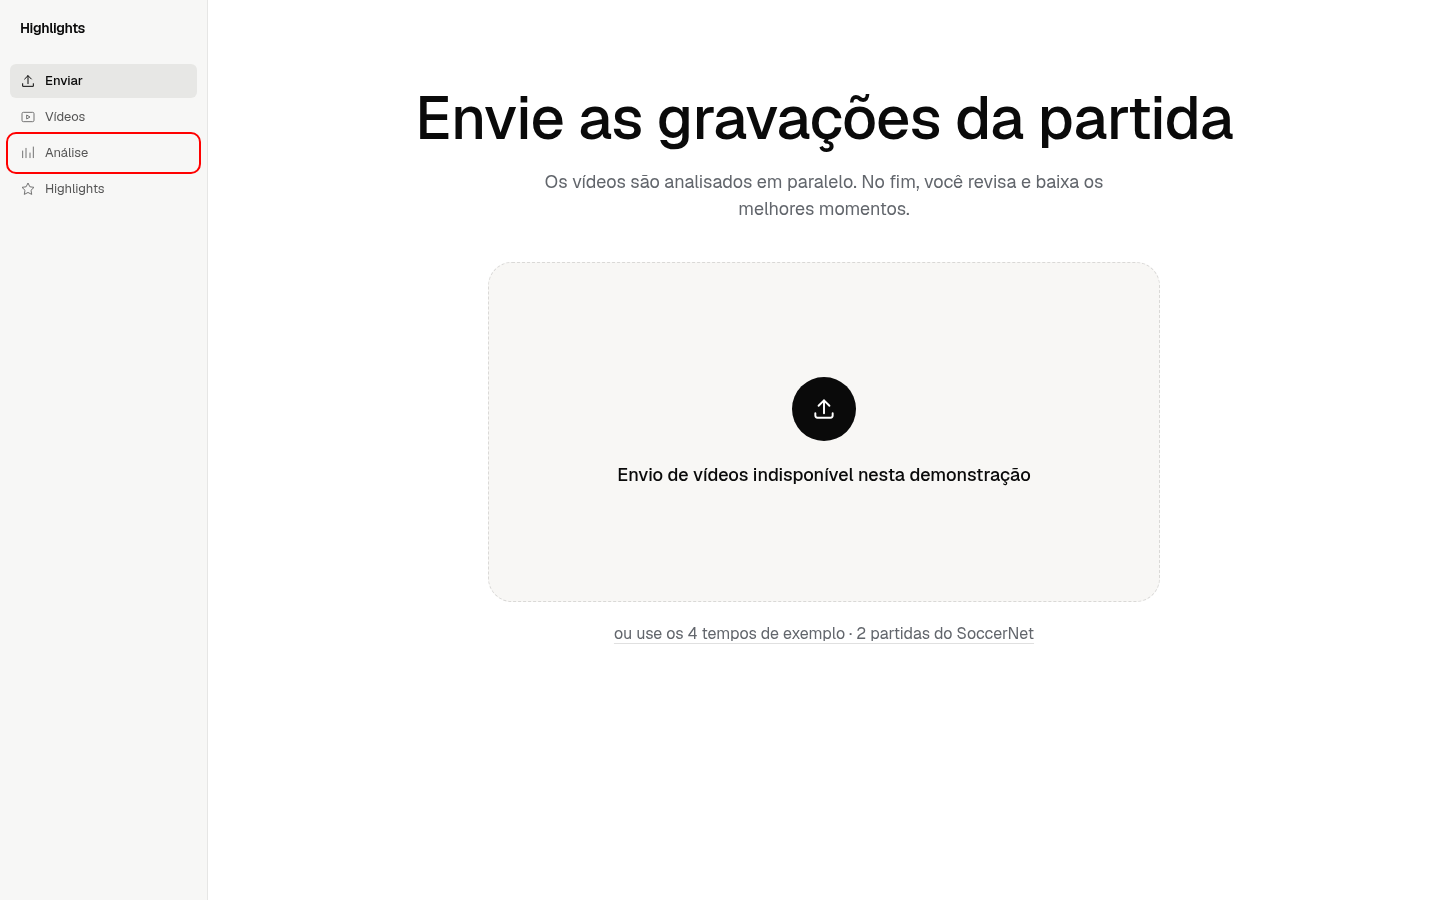 Highlights
Enviar
Vídeos
Análise
Highlights
Envie as gravações da partida
Os vídeos são analisados em paralelo. No fim, você revisa e baixa os
melhores momentos.
Envio de vídeos indisponível nesta demonstração
ou use os 4 tempos de exemplo · 2 partidas do SoccerNet